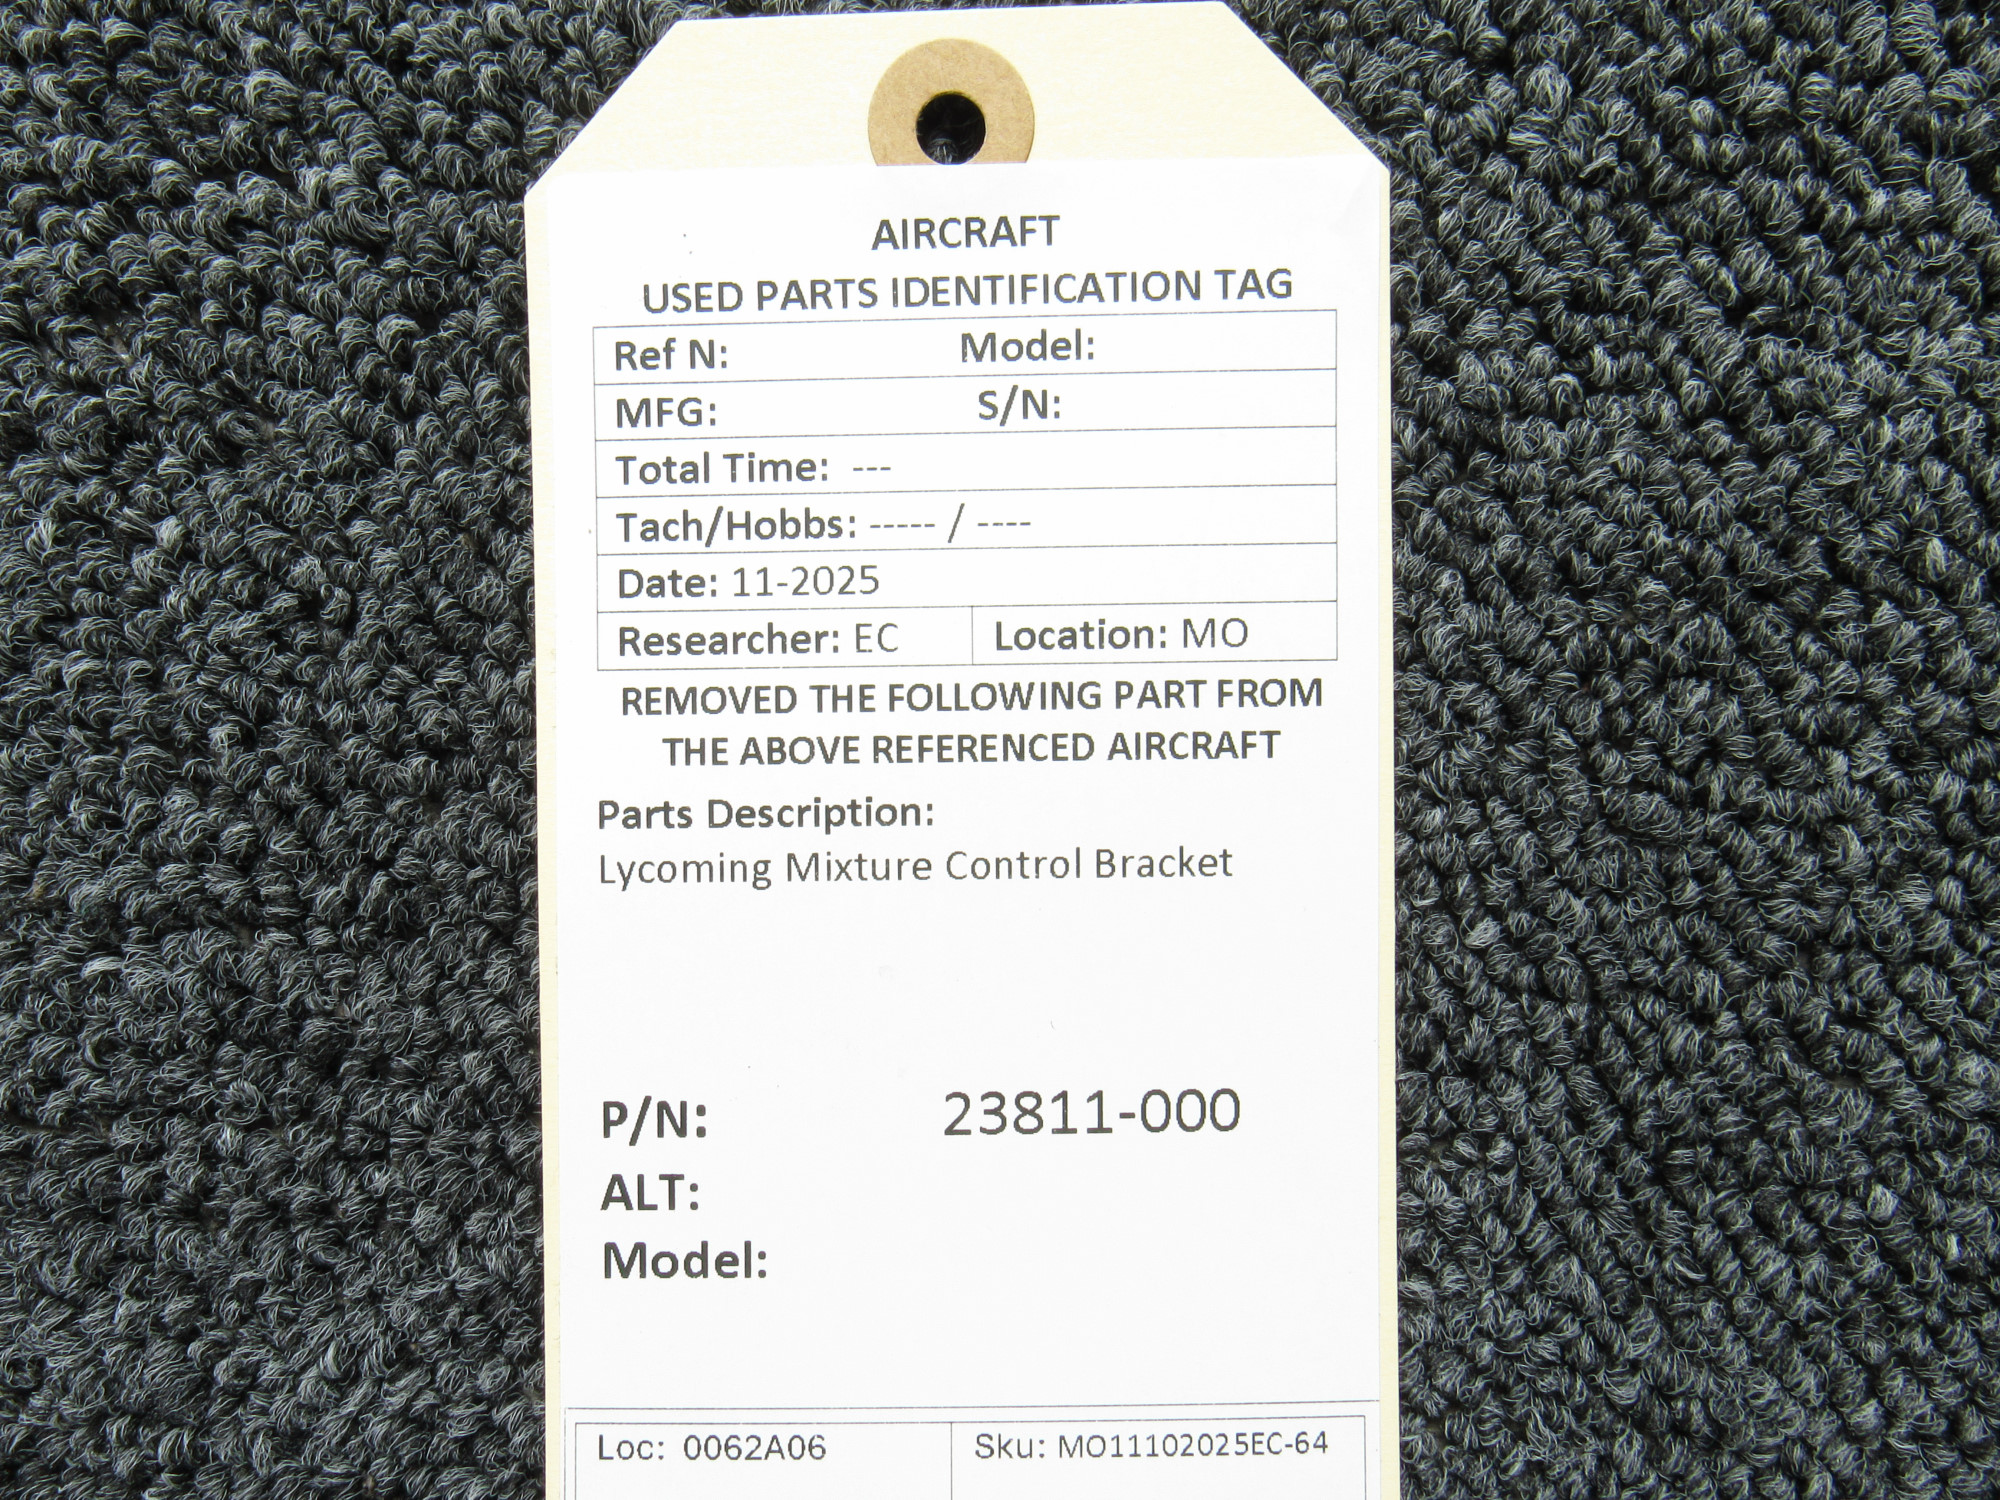 AIRCRAFT
USED PARTS IDENTIFICATION TAG
Ref N: Model:
MFG: S/N:
Total Time: ---
Tach/Hobbs: ----- / ----
Date: 11-2025
Researcher: EC Location: MO
REMOVED THE FOLLOWING PART FROM
THE ABOVE REFERENCED AIRCRAFT
Parts Description:
Lycoming Mixture Control Bracket
P/N: 23811-000
ALT:
Model:
Loc: 0062A06 Sku: MO11102025EC-64